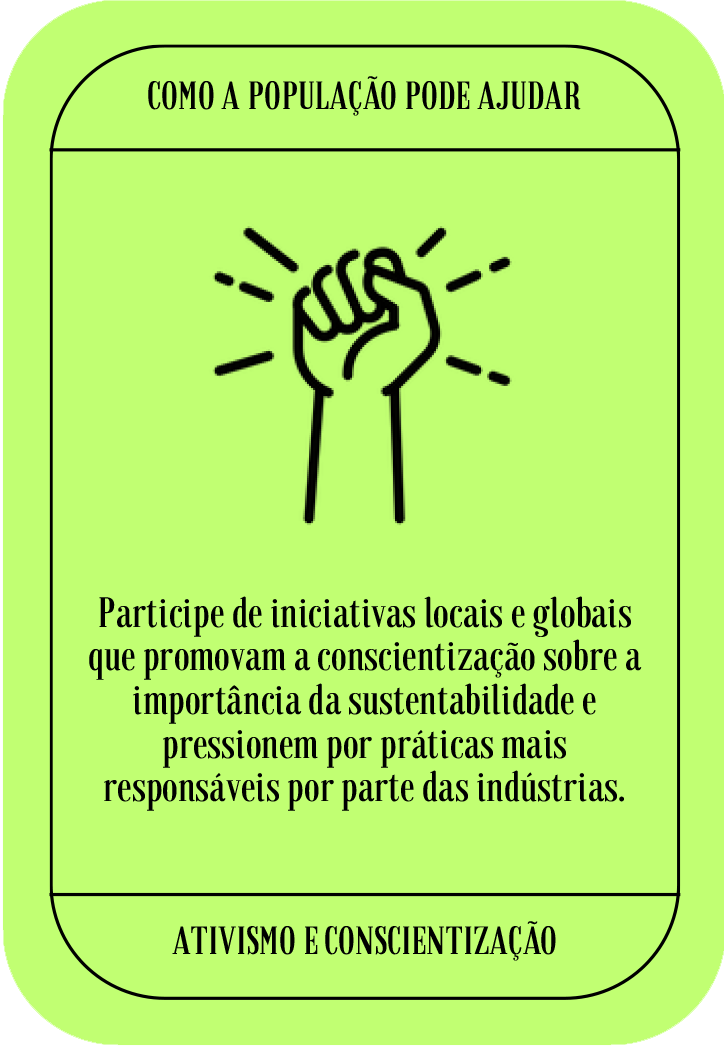 COMO A POPULAÇÃO PODE AJUDAR
Participe de iniciativas locais e globais
que promovam a conscientização sobre a
importância da sustentabilidade e
pressionem por práticas mais
responsáveis por parte das indústrias.
ATIVISMO E CONSCIENTIZAÇÃO